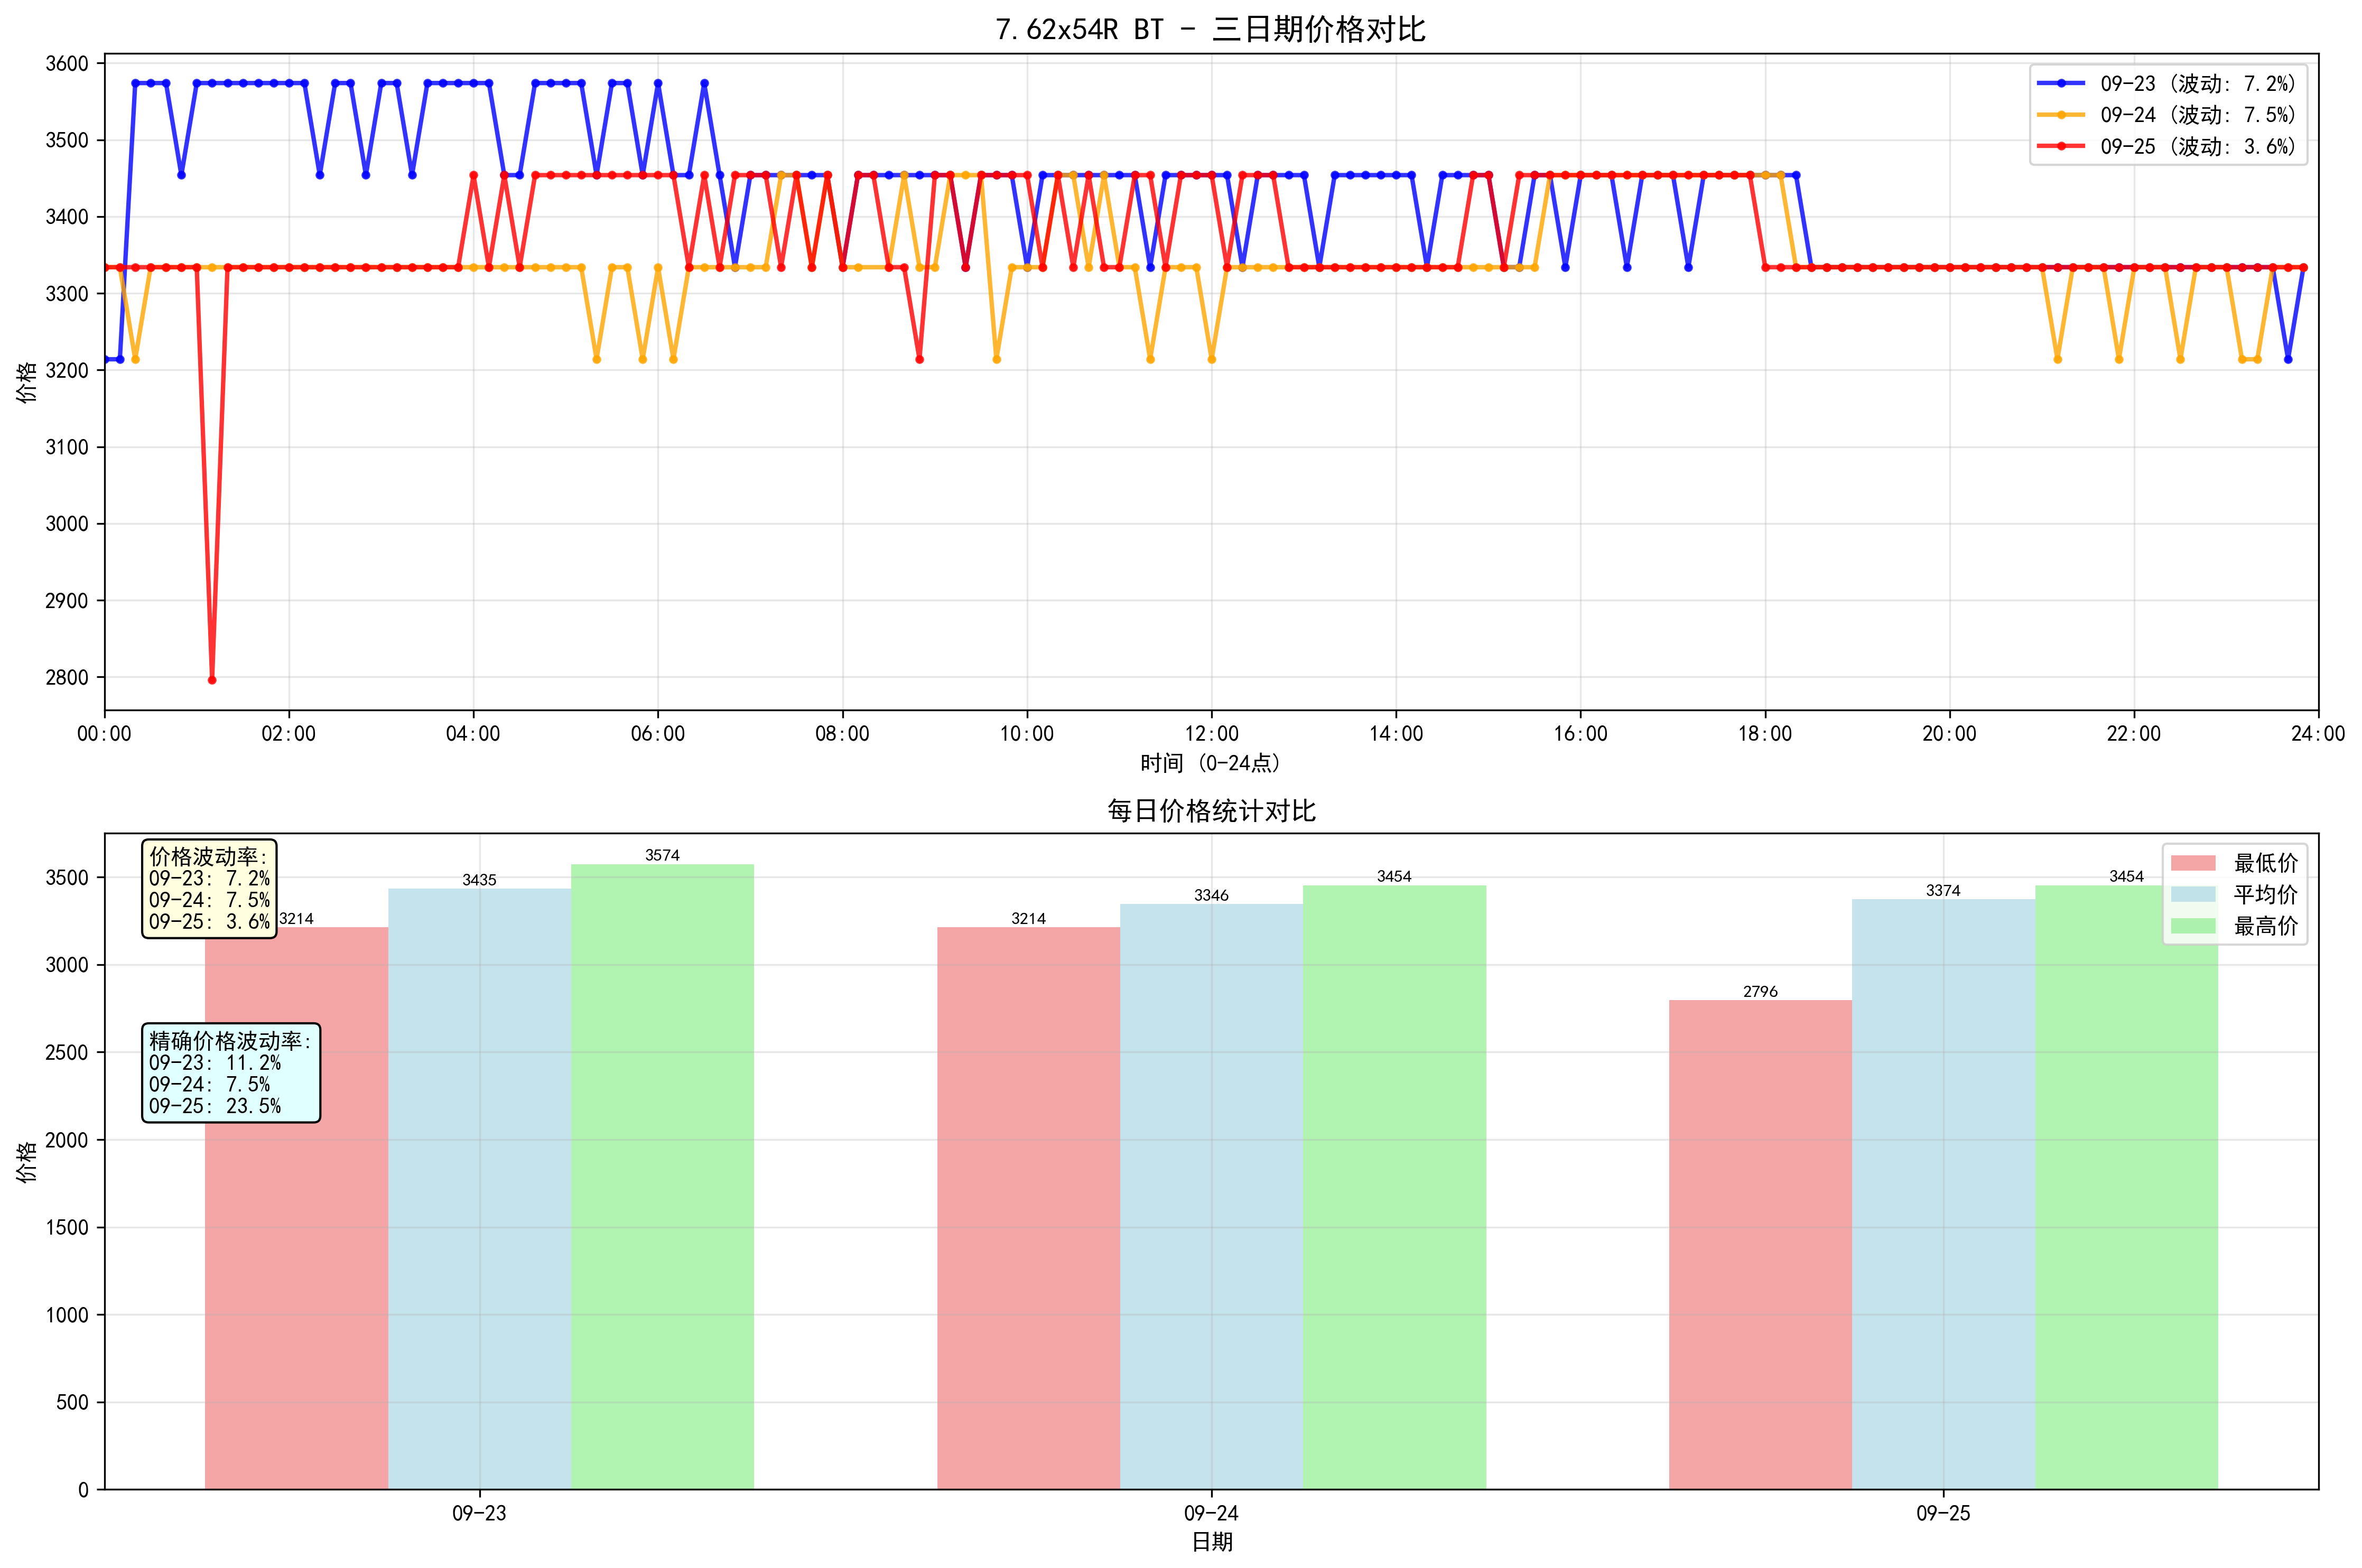 7.62x54R BT - 三日期价格对比
3600
3500
3400
3300
3200
3100
3000
2900
2800
价格
09-23 (波动: 7.2%)
09-24 (波动: 7.5%)
09-25 (波动: 3.6%)
00:00 02:00 04:00 06:00 08:00 10:00 12:00 14:00 16:00 18:00 20:00 22:00 24:00
时间 (0-24点)
每日价格统计对比
3500
3000
2500
2000
1500
1000
500
0
价格
价格波动率:
09-23: 7.2%
09-24: 7.5%
09-25: 3.6%
精确价格波动率:
09-23: 11.2%
09-24: 7.5%
09-25: 23.5%
3214 3435 3574
3214 3346 3454
2796 3374 3454
最低价
平均价
最高价
09-23 09-24 09-25
日期